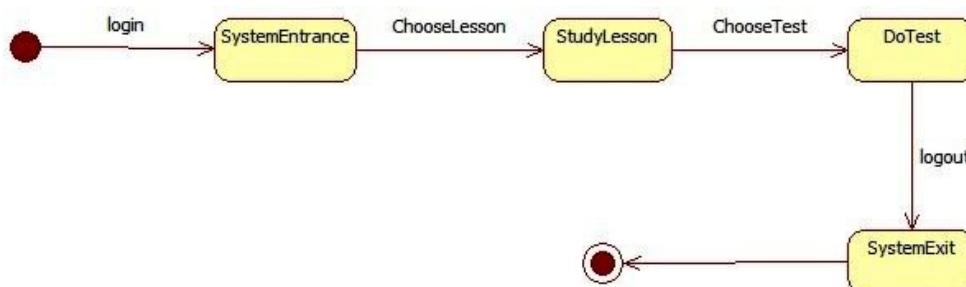 login
SystemEntrance
ChooseLesson
StudyLesson
ChooseTest
DoTest
logout
SystemExit